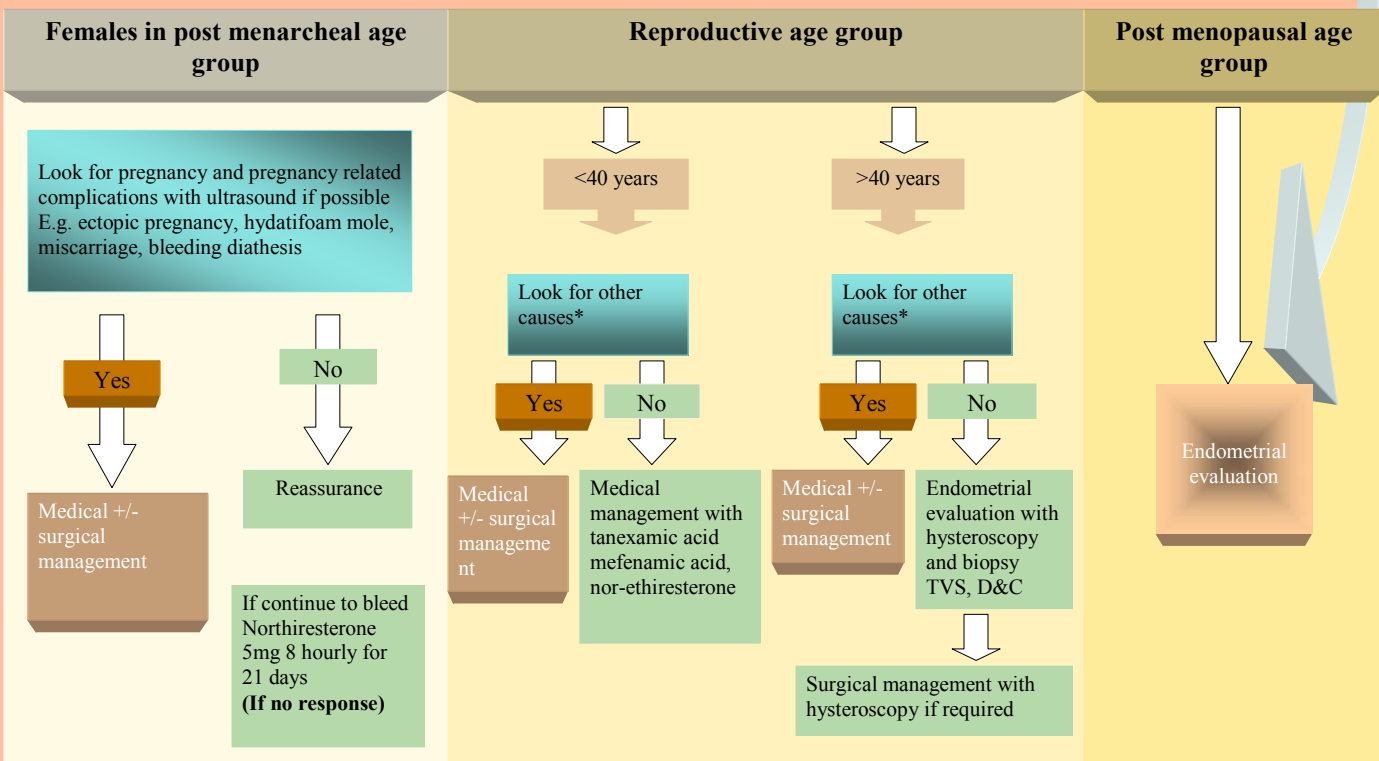 Females in post menarcheal age
group
Look for pregnancy and pregnancy related
complications with ultrasound if possible
E.g. ectopic pregnancy, hydatifoam mole,
miscarriage, bleeding diathesis
Yes
No
Medical +/-
surgical
management
Reassurance
If continue to bleed
Northiresterone
5mg 8 hourly for
21 days
(If no response)
Reproductive age group
<40 years
Look for other
causes*
Yes
No
Medical
+/- surgical
manageme
nt
Medical
management with
tanexamic acid
mefenamic acid,
nor-ethiresterone
>40 years
Look for other
causes*
Yes
No
Medical +/-
surgical
management
Endometrial
evaluation with
hysteroscopy
and biopsy
TVS, D&C
Surgical management with
hysteroscopy if required
Post menopausal age
group
Endometrial
evaluation